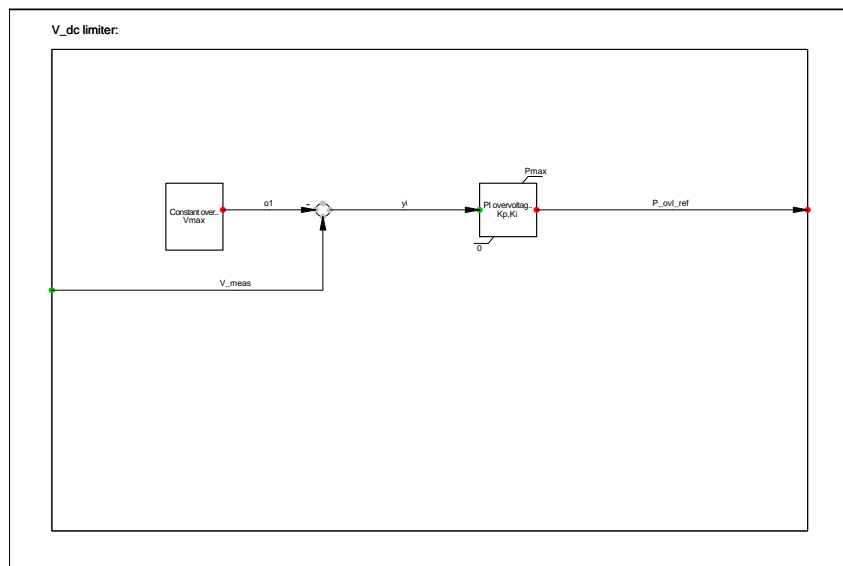 V_dc limiter:
Pmax
Constant over..
Vmax
o1
-
yi
PI overvoltag..
Kp,Ki
P_ovl_ref
0
V_meas